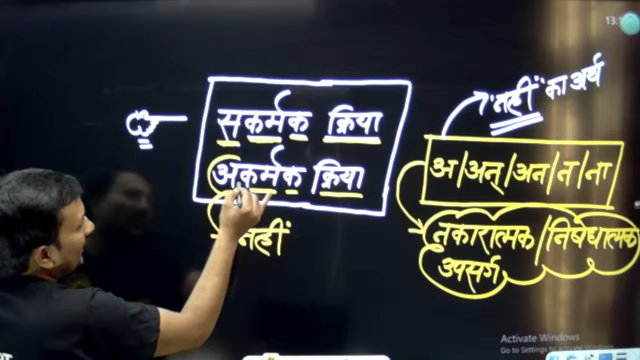 13:
"नहीं" का अर्थ
सकर्मक क्रिया
अकर्मक क्रिया
अ/अन्/अन/न/ना
नहीं
नकारात्मक/निषेधात्मक
उपसर्ग
Activate Windows
Go to Settings to activate Windows.